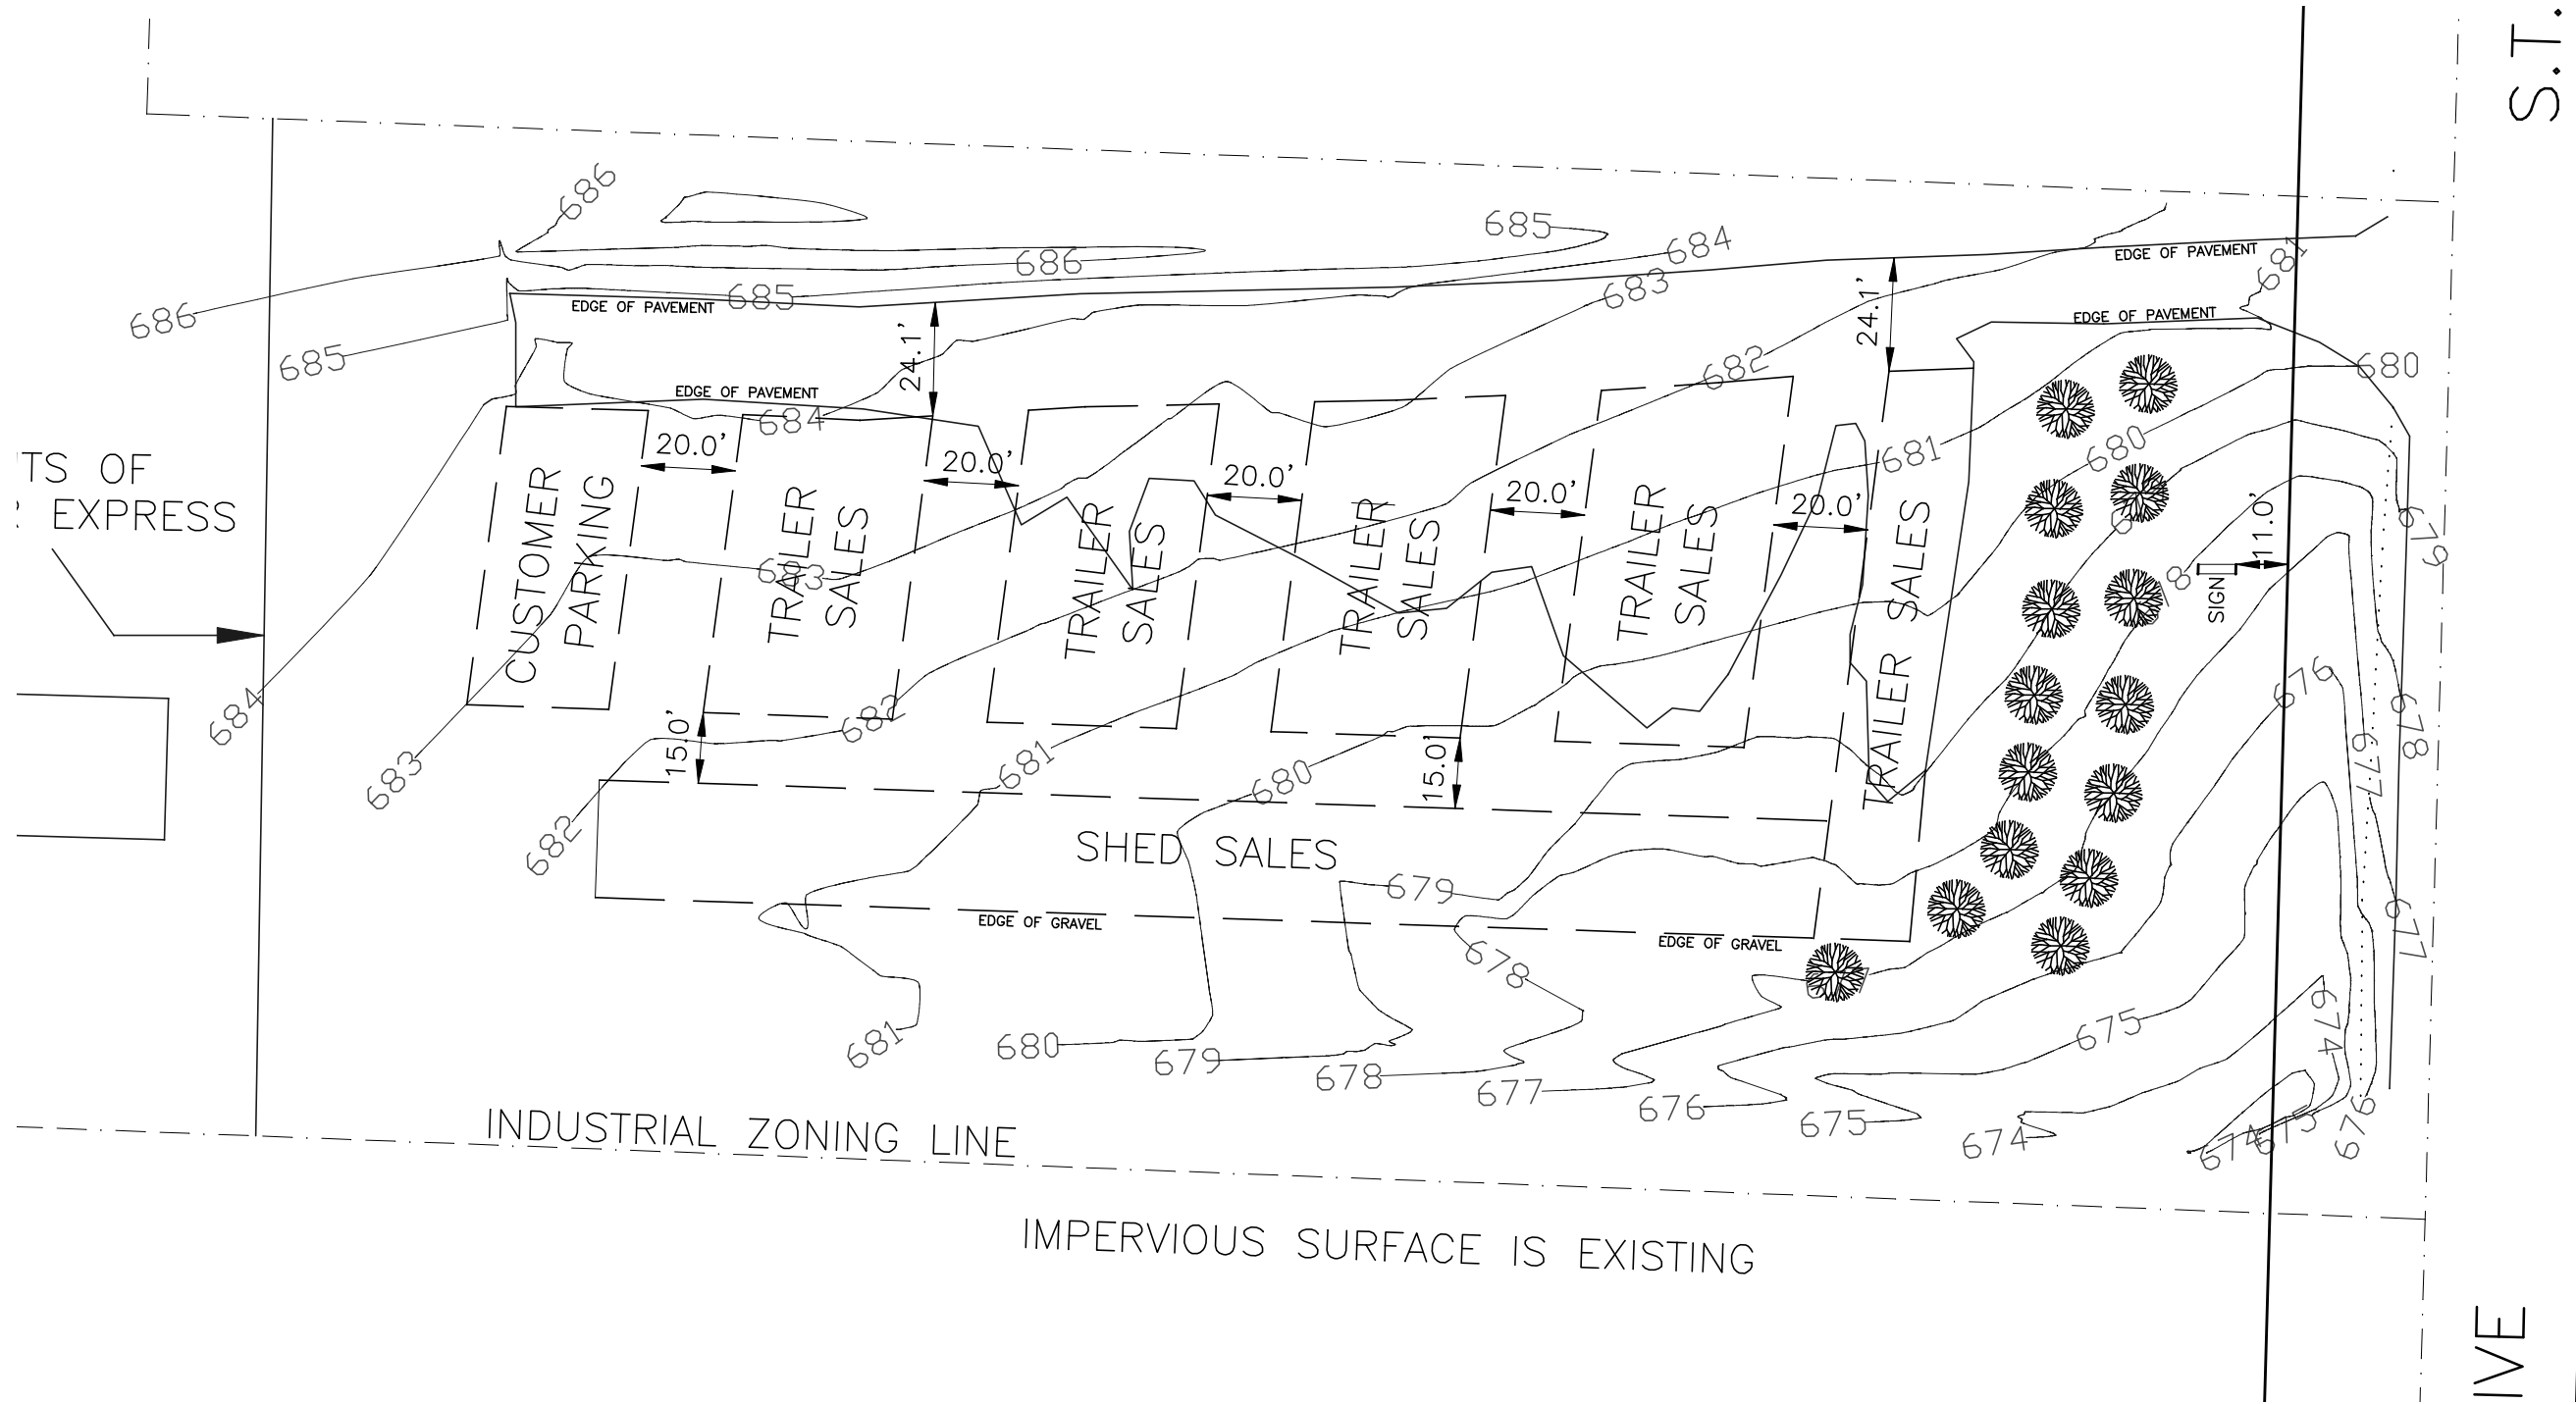 S.T.
686
685
684
686
683
681
685
EDGE OF PAVEMENT
EDGE OF PAVEMENT
686
685
24.1'
24.1'
EDGE OF PAVEMENT
682
680
EDGE OF PAVEMENT
684
20.0'
20.0'
20.0'
20.0'
20.0'
681
680
TS OF
EXPRESS
CUSTOMER
PARKING
TRAILER
SALES
TRAILER
SALES
TRAILER
SALES
TRAILER
SALES
TRAILER SALES
683
679
8
SIGN
11.0'
684
682
676
678
677
683
15.0'
681
680
15.0'
682
SHED SALES
679
EDGE OF GRAVEL
EDGE OF GRAVEL
678
677
681
680
679
678
677
676
675
674
675
674
674
673
676
INDUSTRIAL ZONING LINE
IMPERVIOUS SURFACE IS EXISTING
IVE